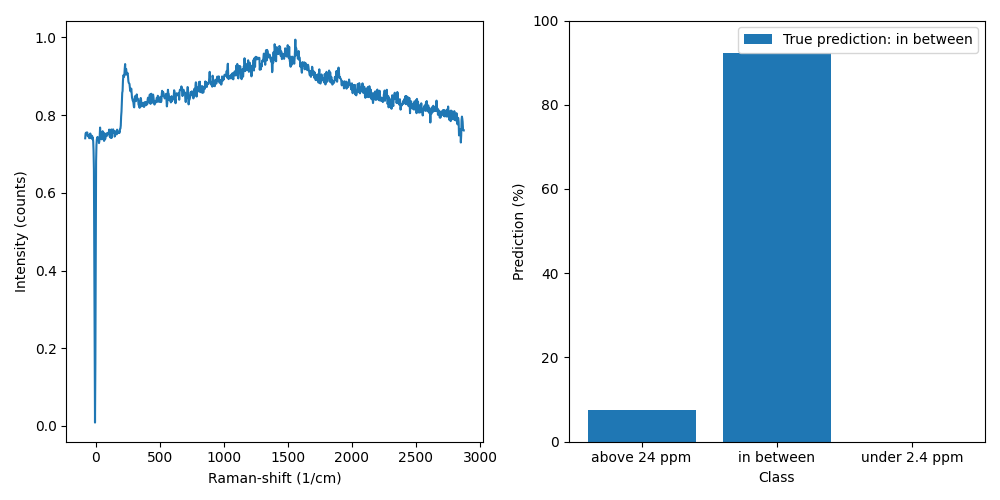 1.0
0.8
0.6
0.4
0.2
0.0
Intensity (counts)
0 500 1000 1500 2000 2500 3000
Raman-shift (1/cm)
100
80
60
40
20
0
Prediction (%)
True prediction: in between
above 24 ppm in between under 2.4 ppm
Class